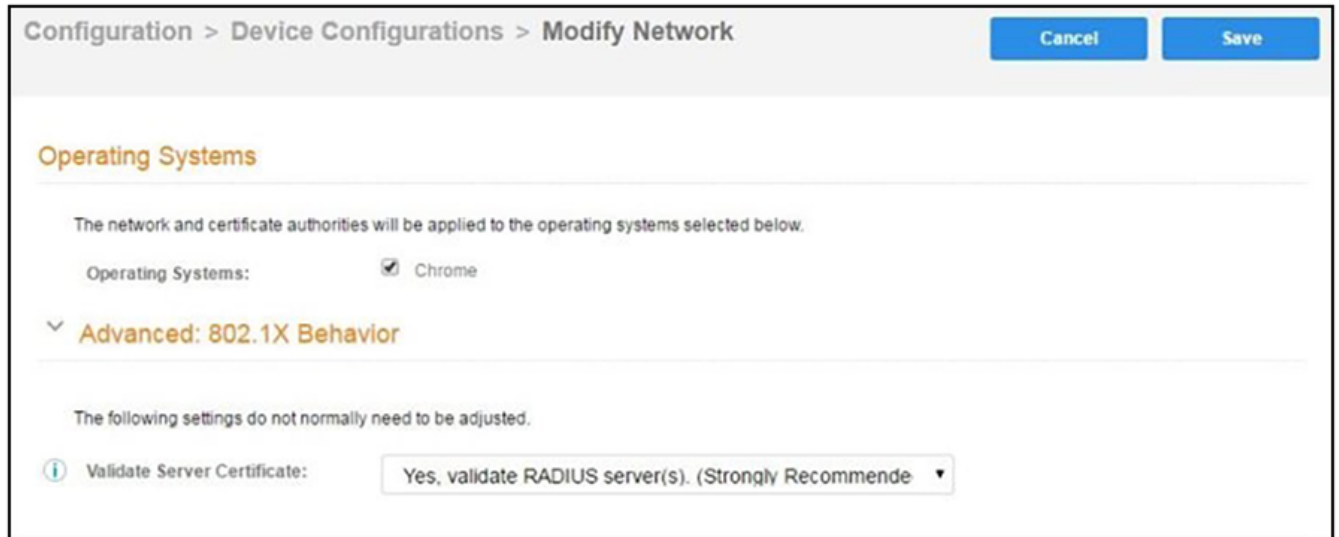 Configuration > Device Configurations > Modify Network
Cancel
Save
Operating Systems
The network and certificate authorities will be applied to the operating systems selected below.
Operating Systems:
Chrome
Advanced: 802.1X Behavior
The following settings do not normally need to be adjusted.
Validate Server Certificate:
Yes, validate RADIUS server(s). (Strongly Recommende